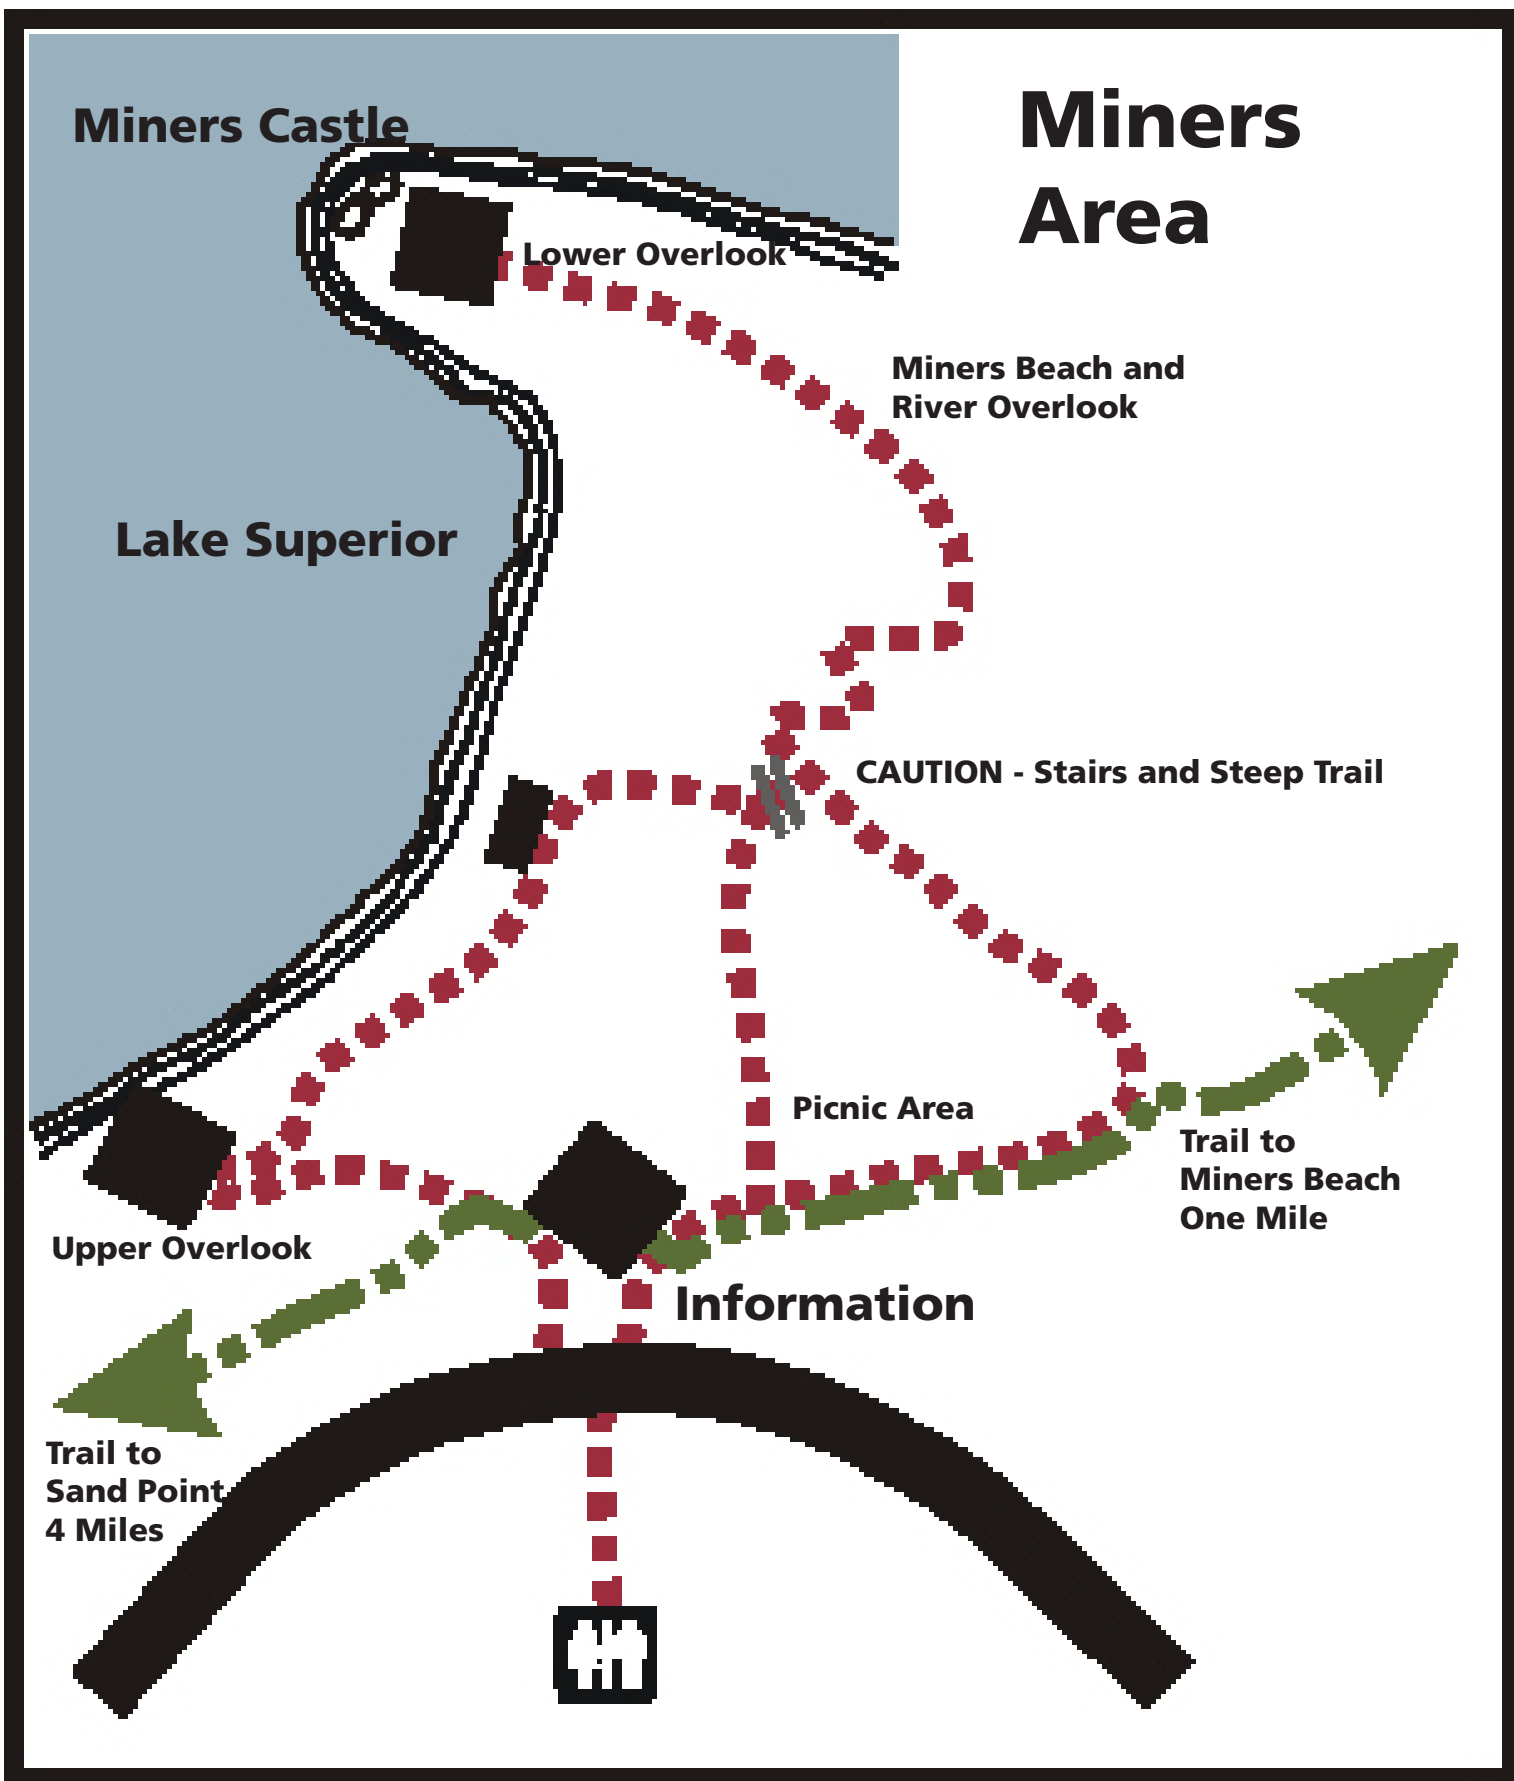 Miners Castle
Miners
Area
Lower Overlook
Miners Beach and
River Overlook
Lake Superior
CAUTION - Stairs and Steep Trail
Picnic Area
Trail to
Miners Beach
One Mile
Upper Overlook
Information
Trail to
Sand Point
4 Miles